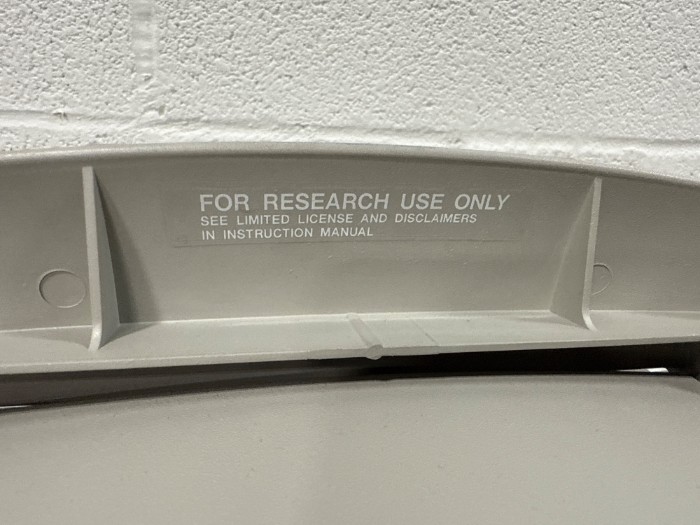 FOR RESEARCH USE ONLY
SEE LIMITED LICENSE AND DISCLAIMERS
IN INSTRUCTION MANUAL